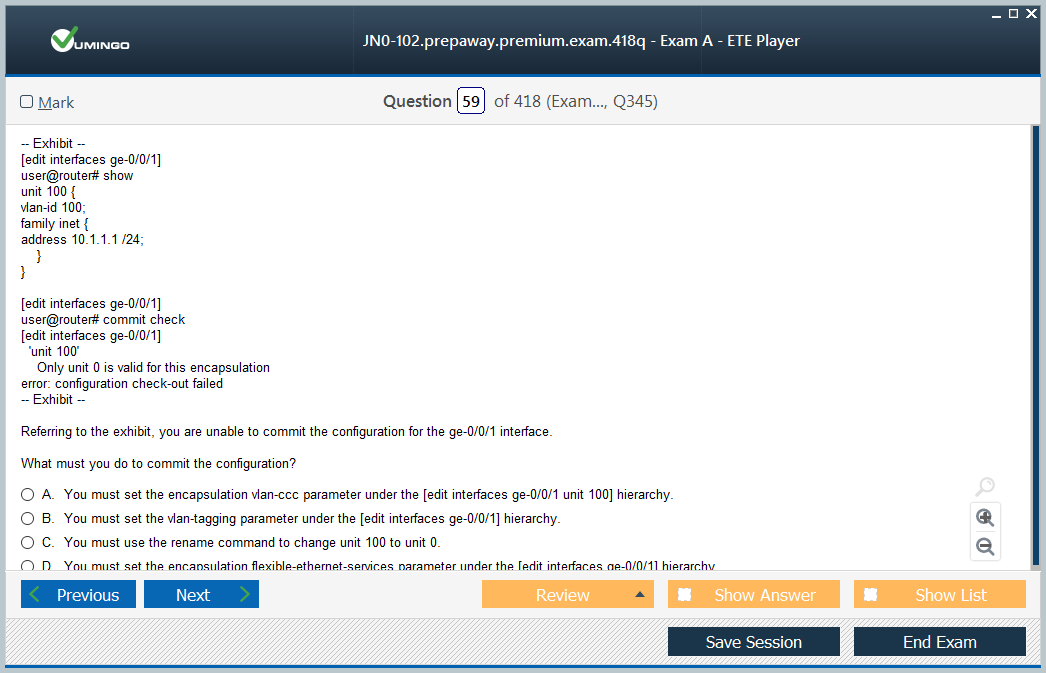 VUMINGO
JN0-102.prepaway.premium.exam.418q - Exam A - ETE Player
Mark
Question 59 of 418 (Exam..., Q345)
-- Exhibit --
[edit interfaces ge-0/0/1]
user@router# show
unit 100 {
vlan-id 100;
family inet {
address 10.1.1.1 /24;
}
}
[edit interfaces ge-0/0/1]
user@router# commit check
[edit interfaces ge-0/0/1]
'unit 100'
Only unit 0 is valid for this encapsulation
error: configuration check-out failed
-- Exhibit --
Referring to the exhibit, you are unable to commit the configuration for the ge-0/0/1 interface.
What must you do to commit the configuration?
A. You must set the encapsulation vlan-ccc parameter under the [edit interfaces ge-0/0/1 unit 100] hierarchy.
B. You must set the vlan-tagging parameter under the [edit interfaces ge-0/0/1] hierarchy.
C. You must use the rename command to change unit 100 to unit 0.
D. You must set the encapsulation flexible-ethernet-services parameter under the [edit interfaces ge-0/0/1] hierarchy.
Previous
Next
Review
Show Answer
Show List
Save Session
End Exam